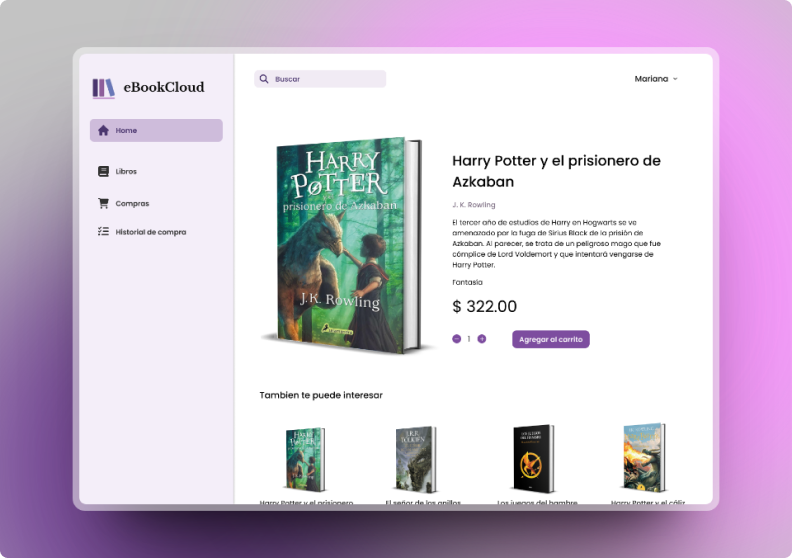 eBookCloud
Home
Libros
Compras
Historial de compra
Buscar
Mariana
HARRY
POTTER
prisionero de Azkaban
J.K. Rowling
Harry Potter y el prisionero de
Azkaban
J. K. Rowling
El tercer año de estudios de Harry en Hogwarts se ve
amenazado por la fuga de Sirius Black de la prisión de
Azkaban. Al parecer, se trata de un peligroso mago que fue
cómplice de Lord Voldemort y que intentará vengarse de
Harry Potter.
Fantasía
$ 322.00
- 1 +
Agregar al carrito
Tambien te puede interesar
HARRY
POTTER
J.R.R.
TOLKIEN
Harry Potter y el prisionero
El señor de los anillos
Los juegos del hambre
Harry Potter y el cáliz